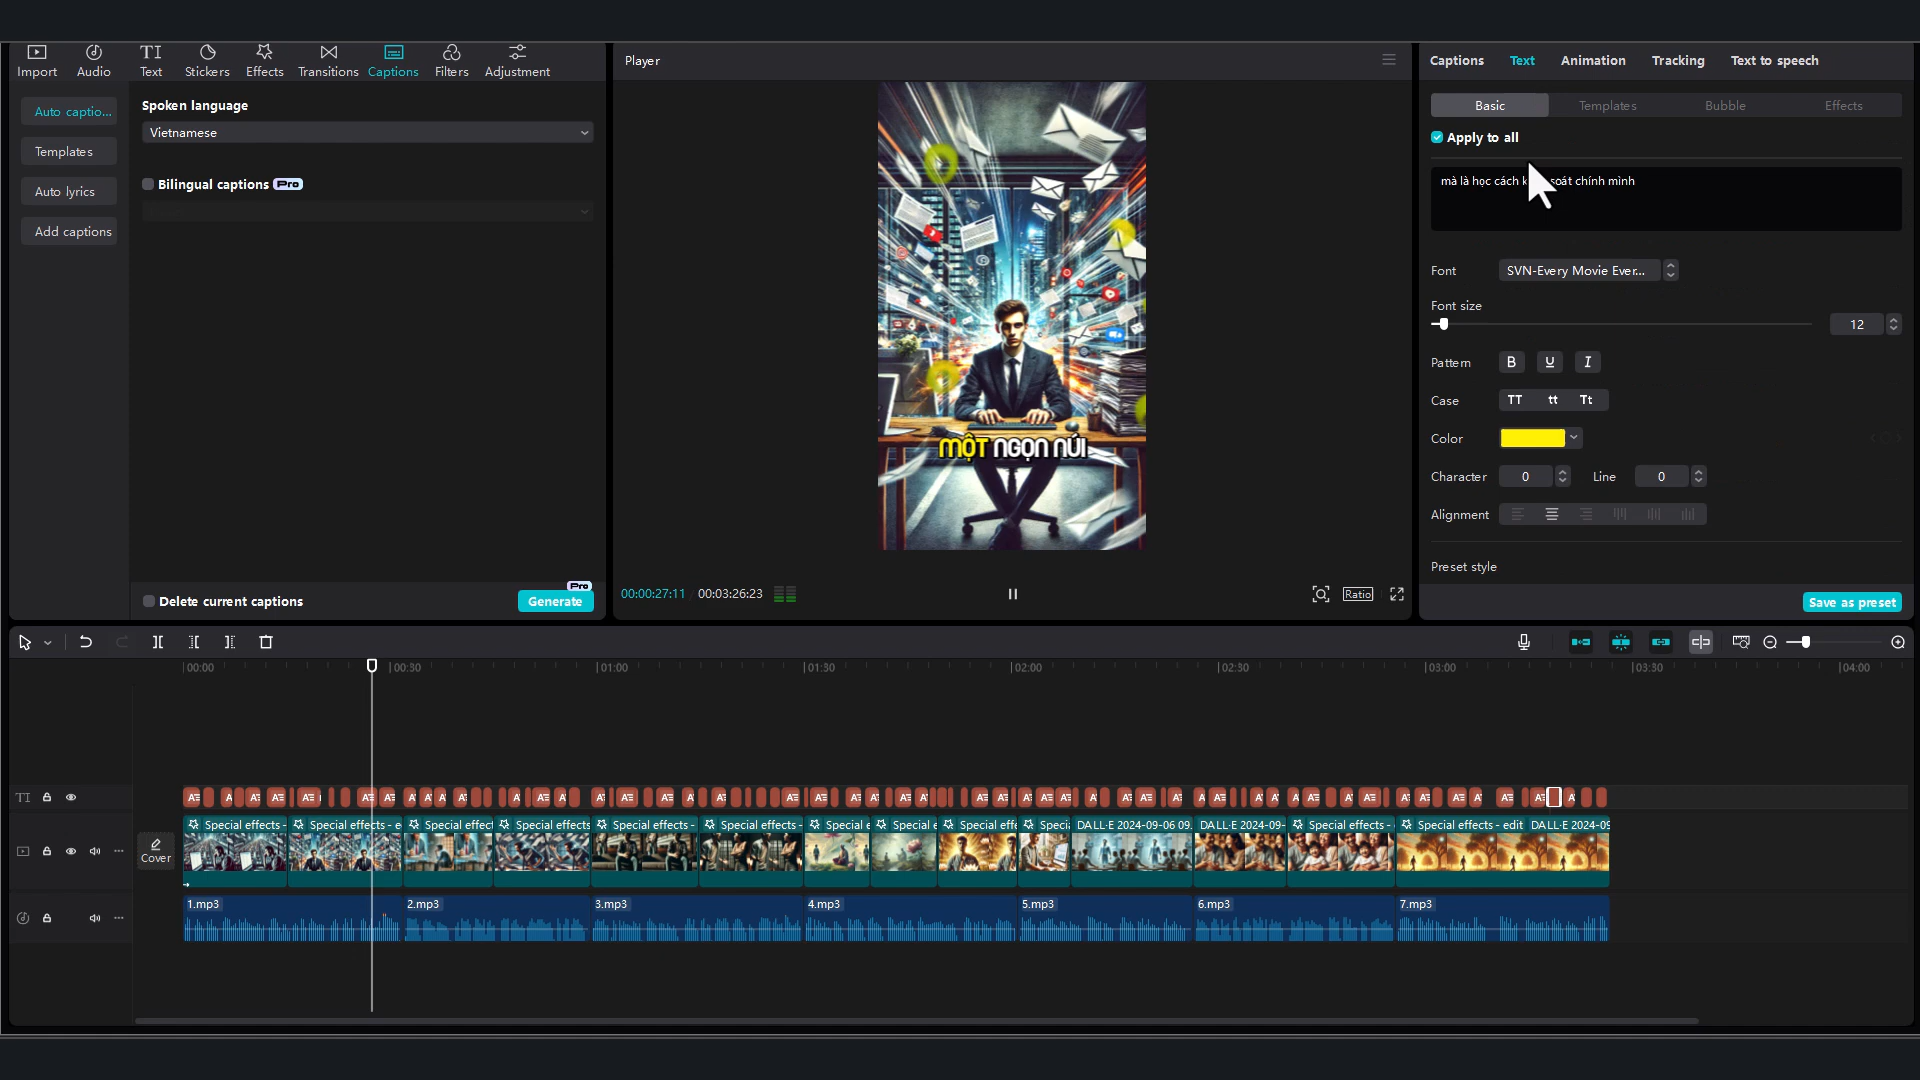 Import
Audio
Text
Stickers
Effects
Transitions
Captions
Filters
Adjustment
Auto captio...
Templates
Auto lyrics
Add captions
Spoken language
Vietnamese
Bilingual captions Pro
Delete current captions
Pro
Generate
Player
MỘT NGỌN NÚI
00:00:27:11 00:03:26:23
Ratio
Captions Text Animation Tracking Text to speech
Basic Templates Bubble Effects
Apply to all
mà là học cách soát chính mình
Font SVN-Every Movie Ever...
Font size
12
Pattern B U I
Case TT tt Tt
Color
Character 0 Line 0
Alignment
Preset style
Save as preset
00:00 00:30 01:00 01:30 02:00 02:30 03:00 03:30 04:00
TI
Cover
Special effects - Special effects - e Special effect Special effects Special effects - Special effects - Special e Special e Special effe Speci DALL·E 2024-09-06 09. DALL·E 2024-09- Special effects - Special effects - edit DALL·E 2024-09
1.mp3 2.mp3 3.mp3 4.mp3 5.mp3 6.mp3 7.mp3